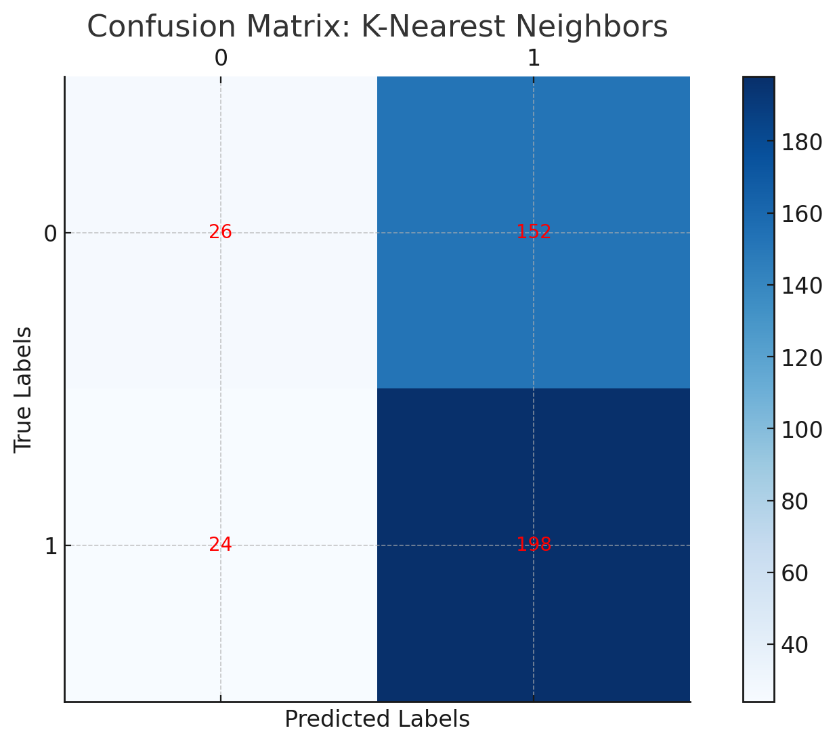 Confusion Matrix: K-Nearest Neighbors
0 1
0 26 152
1 24 198
True Labels
Predicted Labels
180
160
140
120
100
80
60
40